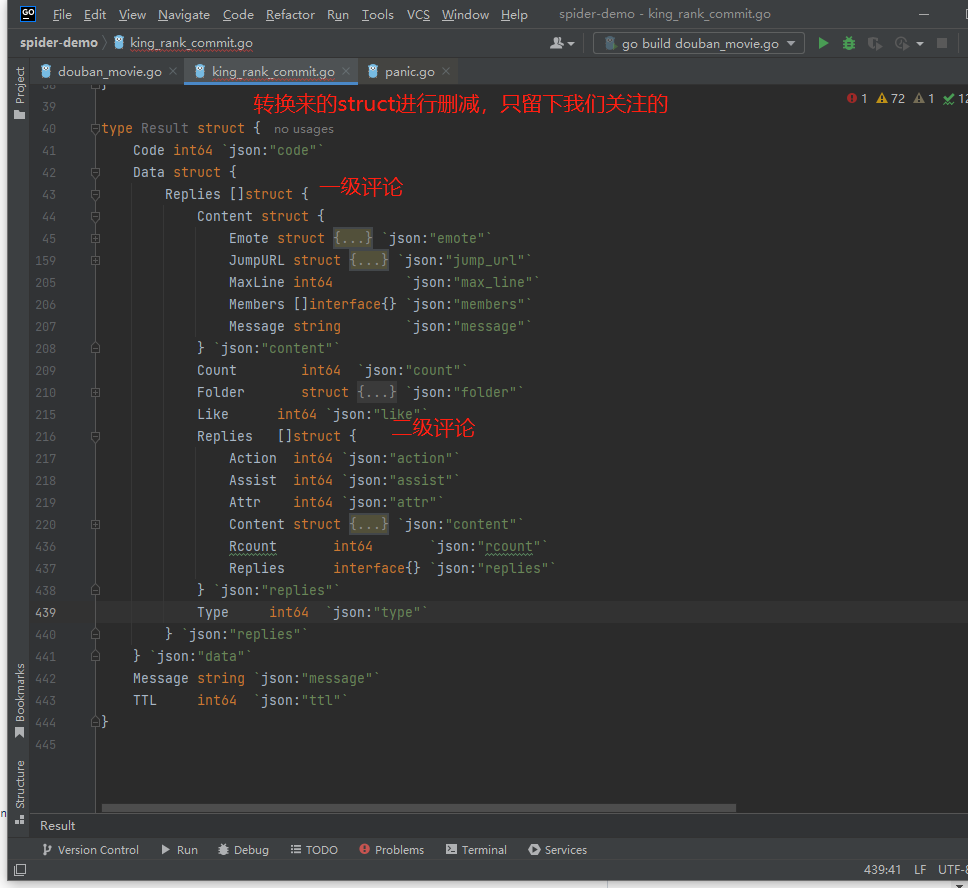 GO File Edit View Navigate Code Refactor Run Tools VCS Window Help spider-demo - king_rank_commit.go
spider-demo king_rank_commit.go go build douban_movie.go
douban_movie.go king_rank_commit.go panic.go
Project
转换来的struct进行删减，只留下我们关注的
1 72 1 12
39
40 type Result struct { no usages
41 Code int64 `json:"code"`
42 Data struct {
43 Replies []struct { 一级评论
44 Content struct {
45 Emote struct {...} `json:"emote"`
159 JumpURL struct {...} `json:"jump_url"`
205 MaxLine int64 `json:"max_line"`
206 Members []interface{} `json:"members"`
207 Message string `json:"message"`
208 } `json:"content"`
209 Count int64 `json:"count"`
210 Folder struct {...} `json:"folder"`
215 Like int64 `json:"like"`
216 Replies []struct { 二级评论
217 Action int64 `json:"action"`
218 Assist int64 `json:"assist"`
219 Attr int64 `json:"attr"`
220 Content struct {...} `json:"content"`
436 Rcount int64 `json:"rcount"`
437 Replies interface{} `json:"replies"`
438 } `json:"replies"`
439 Type int64 `json:"type"`
440 } `json:"replies"`
441 } `json:"data"`
442 Message string `json:"message"`
443 TTL int64 `json:"ttl"`
444 }
445
Bookmarks
Structure
Result
Version Control Run Debug TODO Problems Terminal Services
439:41 LF UTF-8